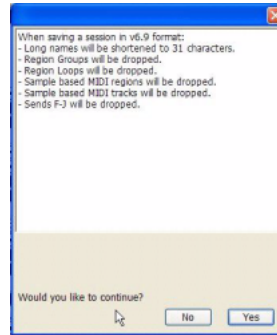 When saving a session in v6.9 format:
- Long names will be shortened to 31 characters.
- Region Groups will be dropped.
- Region Loops will be dropped.
- Sample based MIDI regions will be dropped.
- Sample based MIDI tracks will be dropped.
- Sends F-J will be dropped.
Would you like to continue?
No Yes